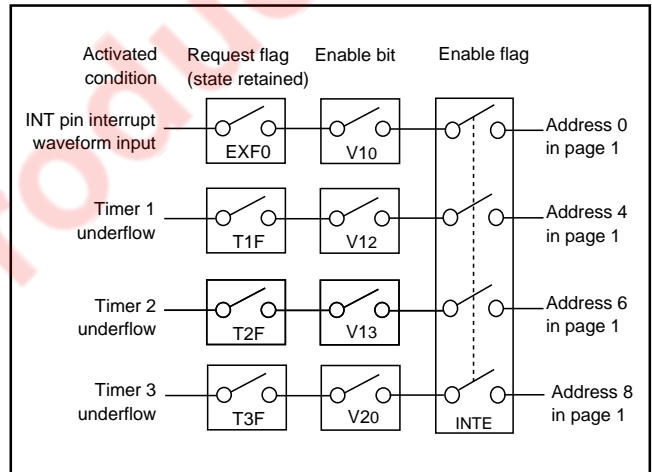 Activated condition
Request flag (state retained)
Enable bit
Enable flag
INT pin interrupt waveform input
EXF0
V10
Address 0 in page 1
Timer 1 underflow
T1F
V12
Address 4 in page 1
Timer 2 underflow
T2F
V13
Address 6 in page 1
Timer 3 underflow
T3F
V20
INTE
Address 8 in page 1